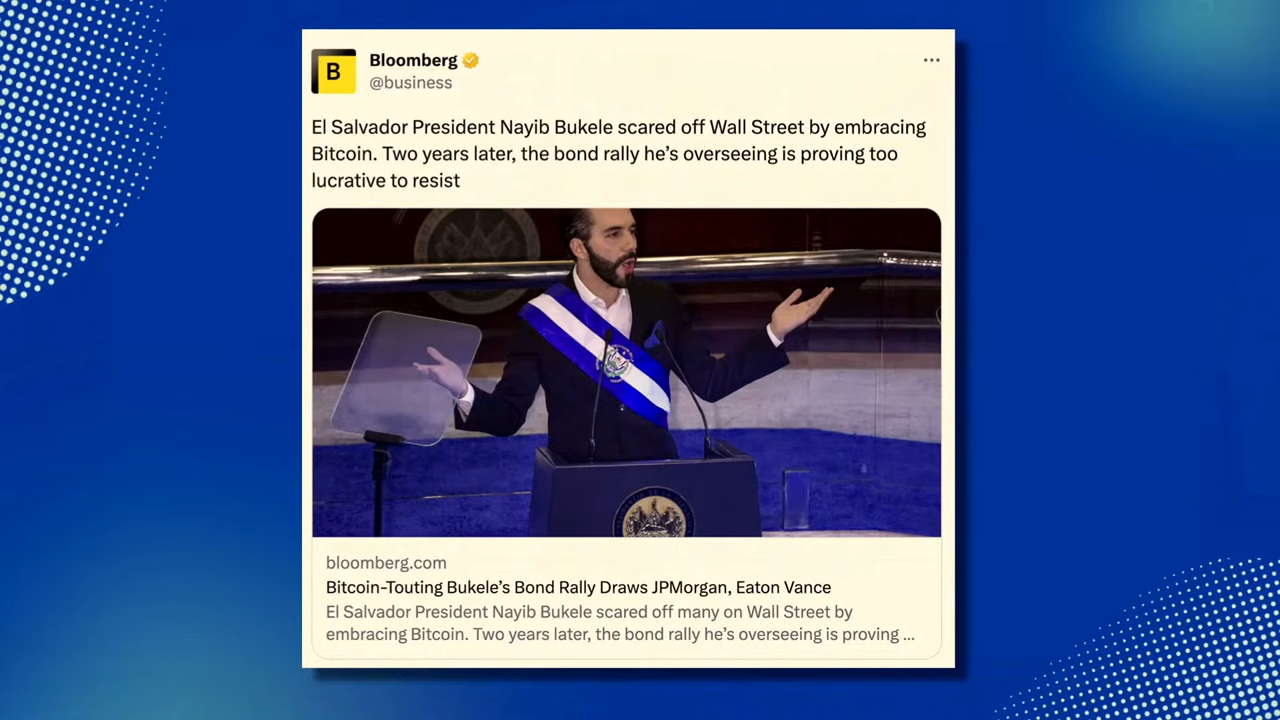 B
Bloomberg
@business
El Salvador President Nayib Bukele scared off Wall Street by embracing
Bitcoin. Two years later, the bond rally he’s overseeing is proving too
lucrative to resist
bloomberg.com
Bitcoin-Touting Bukele’s Bond Rally Draws JPMorgan, Eaton Vance
El Salvador President Nayib Bukele scared off many on Wall Street by
embracing Bitcoin. Two years later, the bond rally he’s overseeing is proving ...